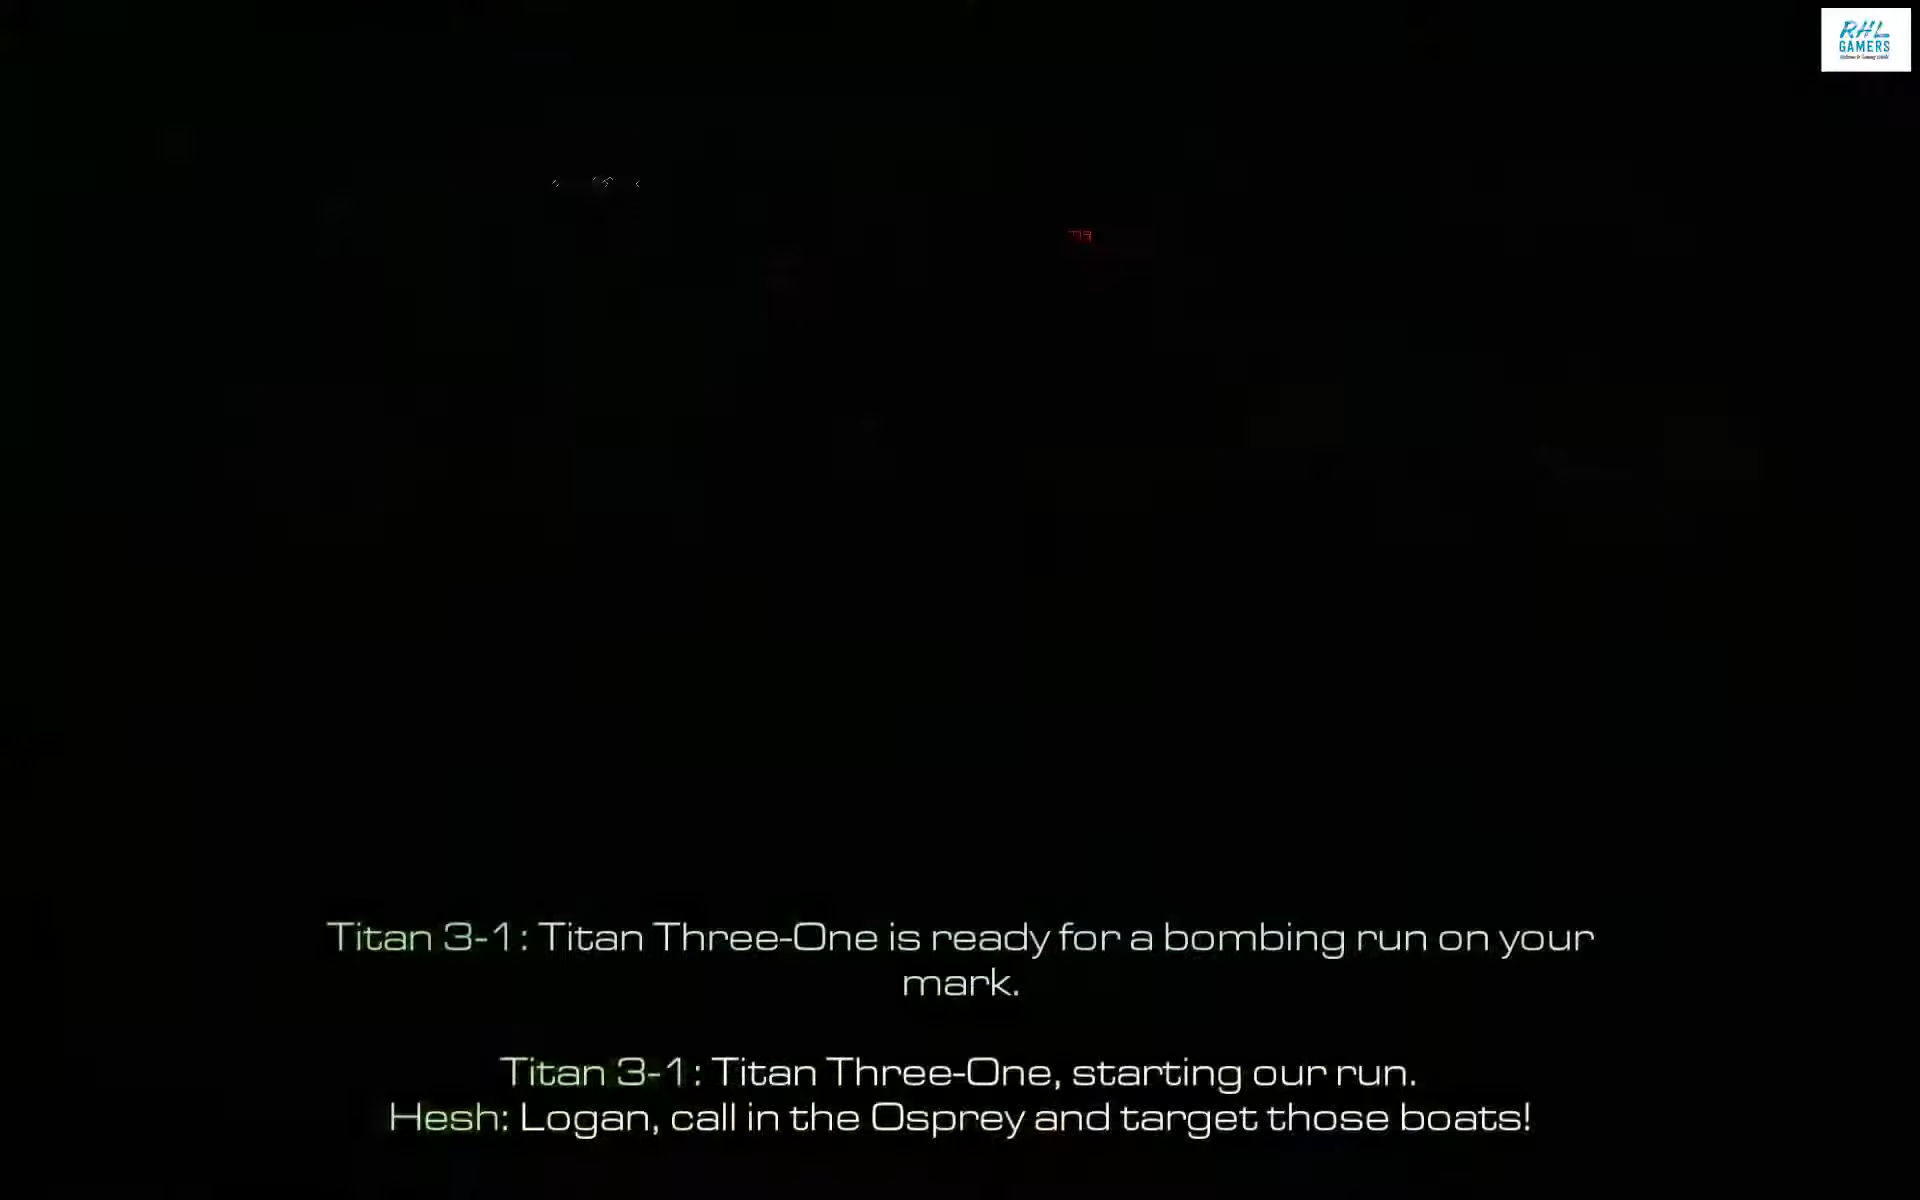 RHL
GAMERS
Titan 3-1: Titan Three-One is ready for a bombing run on your
mark.
Titan 3-1: Titan Three-One, starting our run.
Hesh: Logan, call in the Osprey and target those boats!